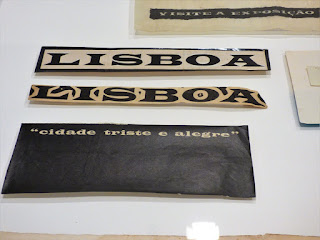 VISITE A EXPOSIÇÃO
LISBOA
LISBOA
"cidade triste e alegre"